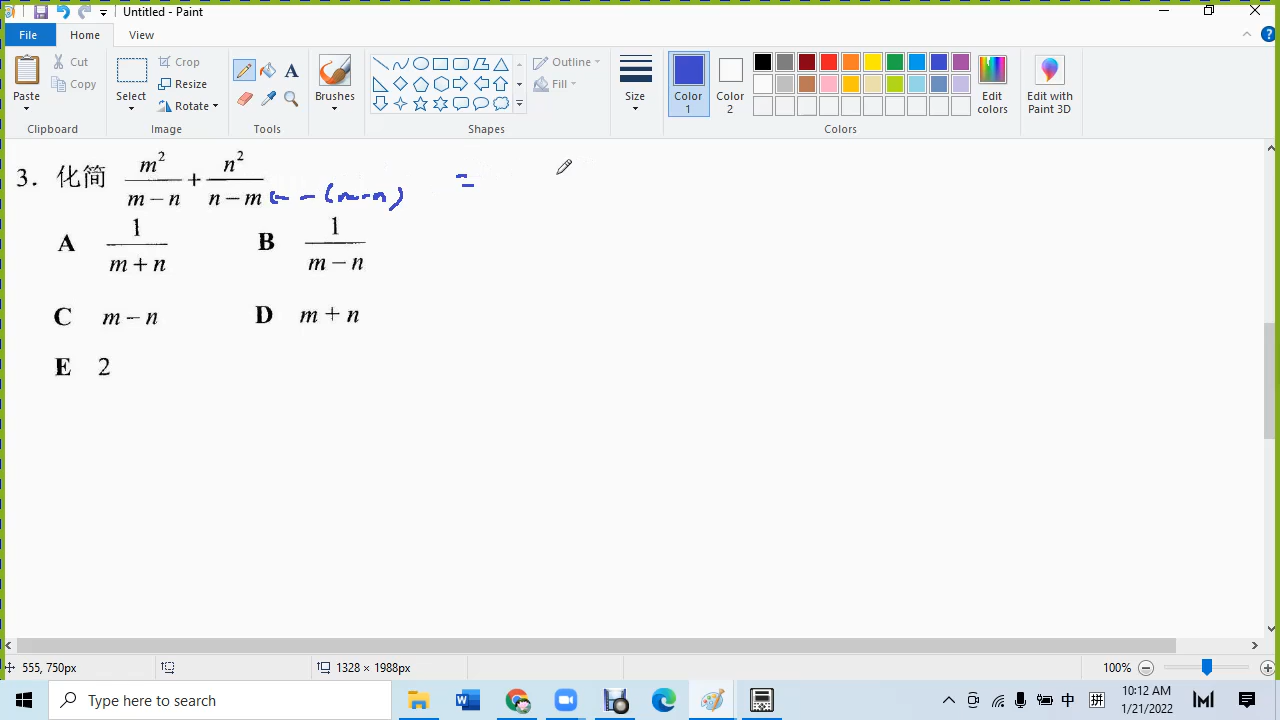 Untitled - Paint
File Home View
Paste Cut Copy Select Crop Resize Rotate Brushes Outline Fill Size Color 1 Color 2 Edit colors Edit with Paint 3D
Clipboard Image Tools Shapes Colors
3. 化简 m²/(m − n) + n²/(n − m) ← −(m−n) =
A 1/(m + n) B 1/(m − n)
C m − n D m + n
E 2
555, 750px 1328 × 1988px 100%
Type here to search 中 拼 10:12 AM
1/21/2022